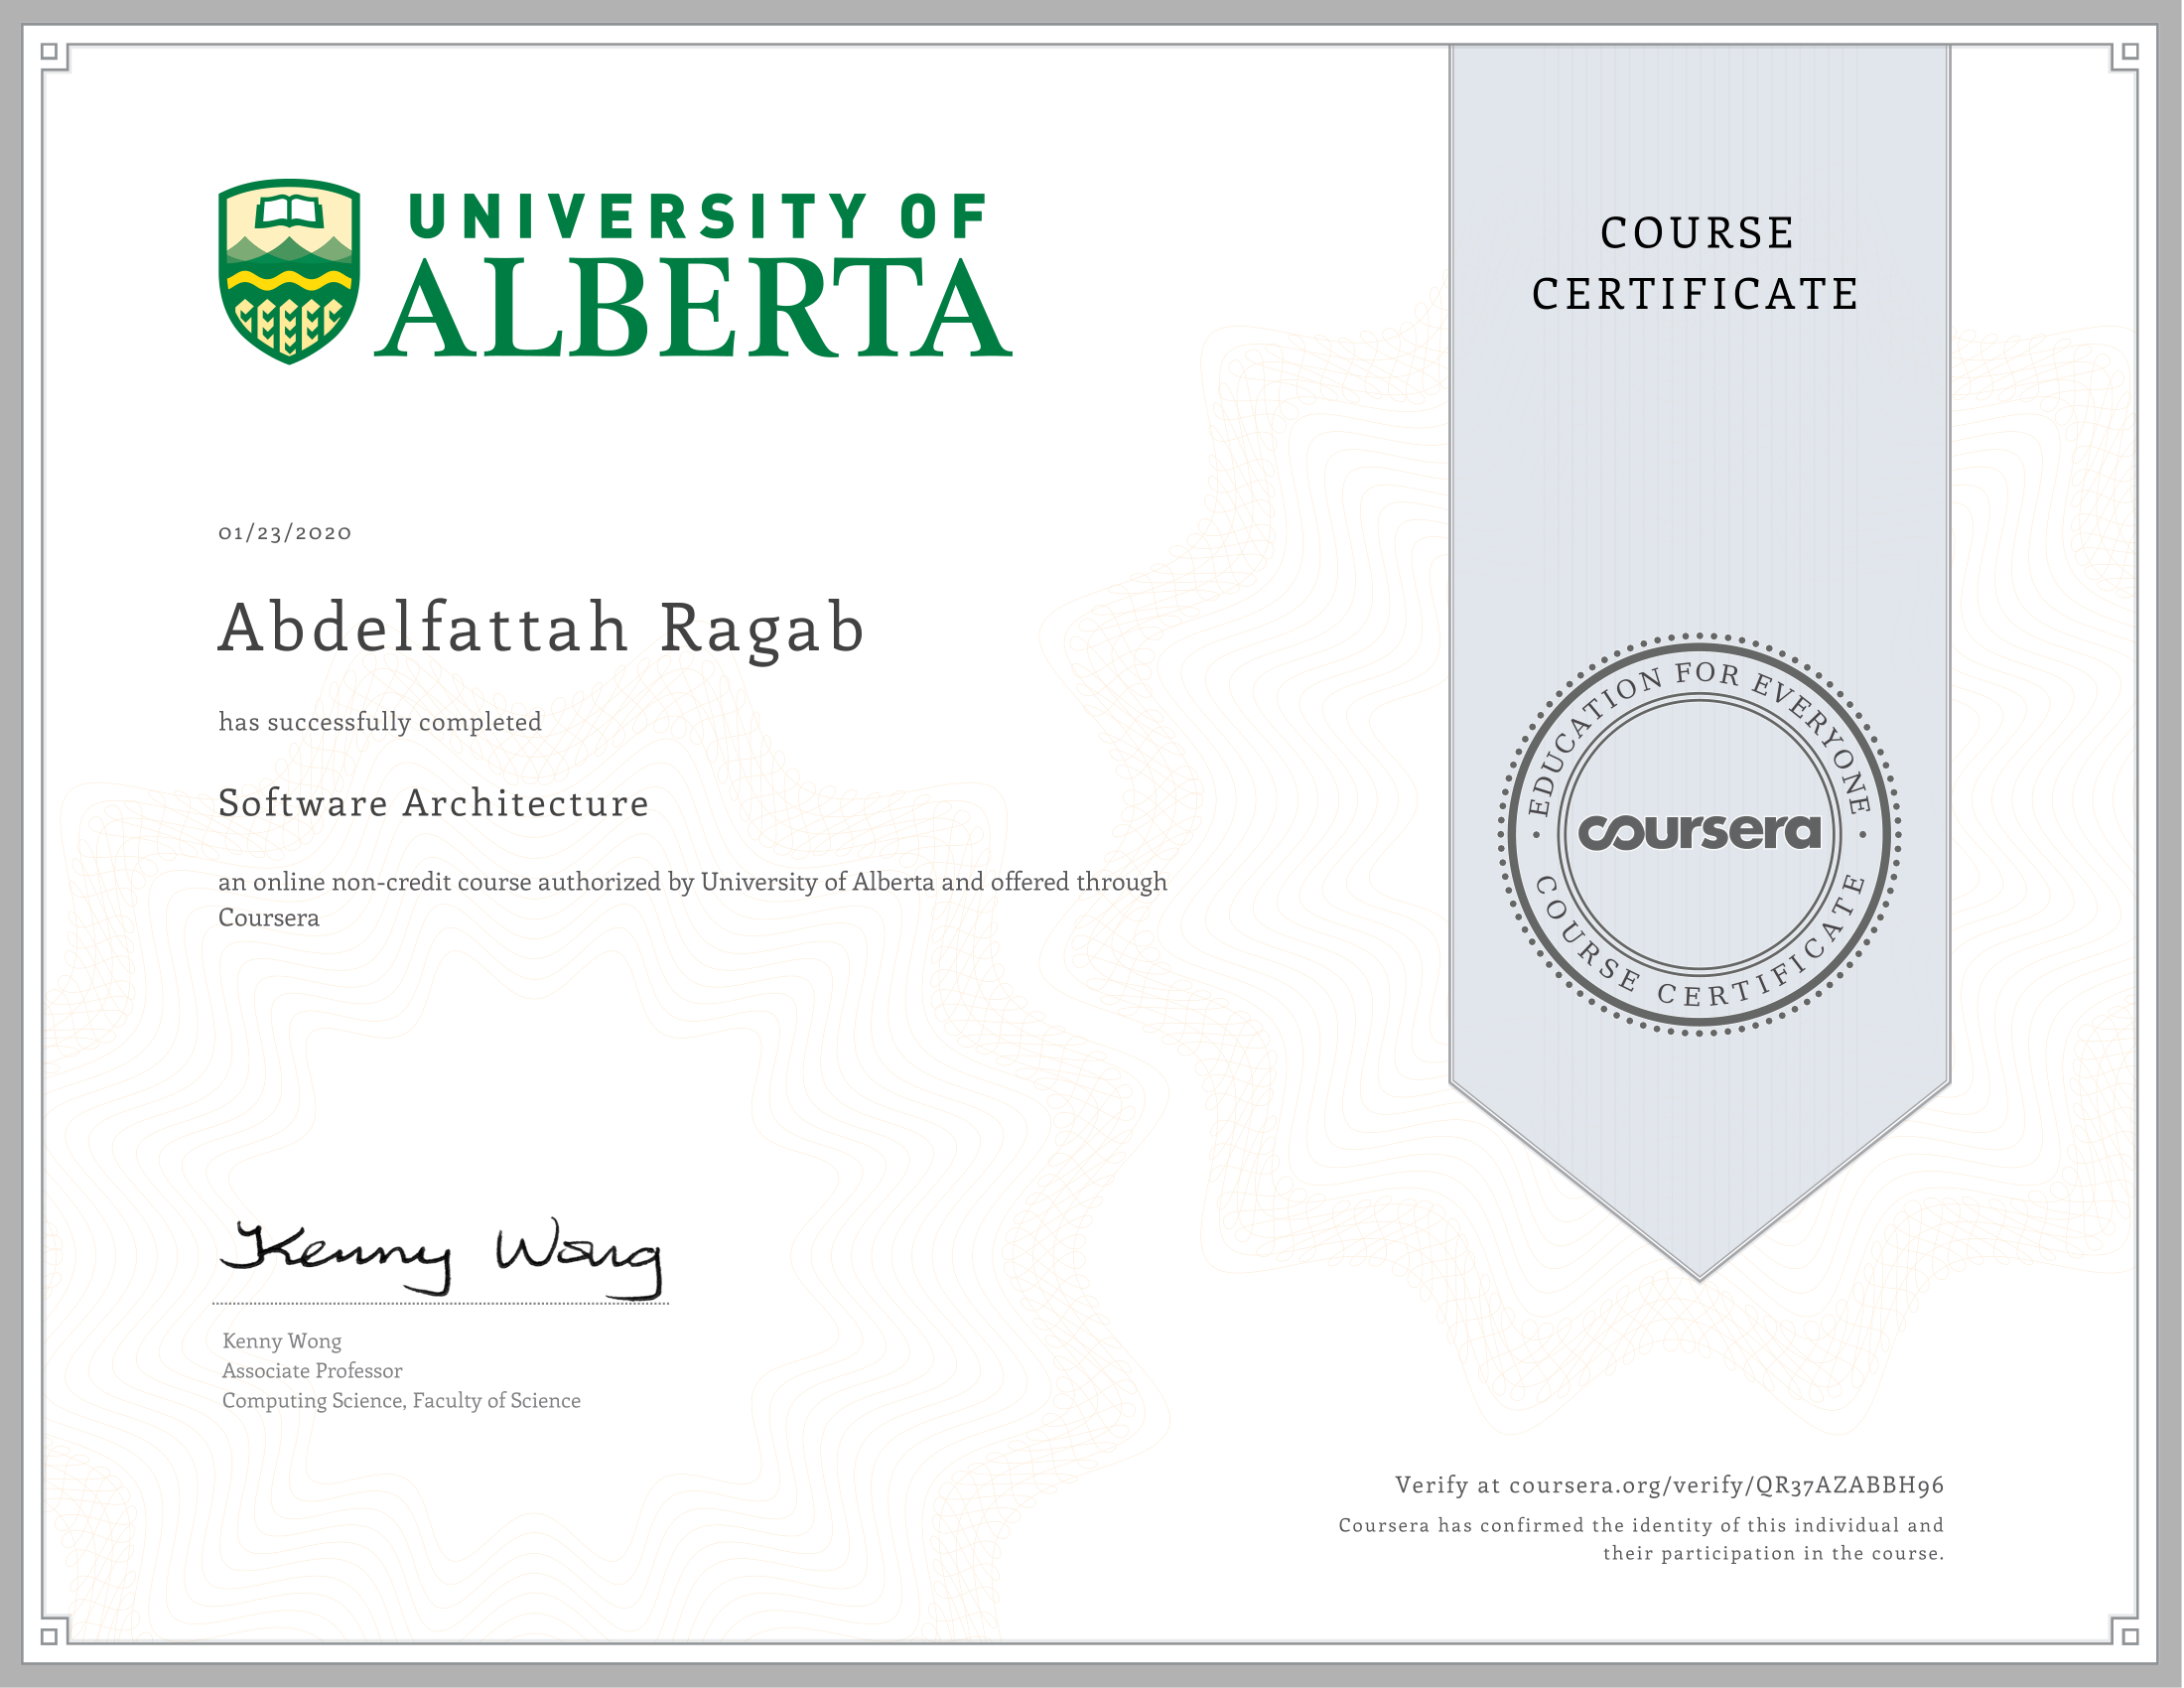 UNIVERSITY OF
ALBERTA
COURSE
CERTIFICATE
01/23/2020
Abdelfattah Ragab
has successfully completed
Software Architecture
an online non-credit course authorized by University of Alberta and offered through
Coursera
EDUCATION FOR EVERYONE
coursera
COURSE CERTIFICATE
Kenny Wong
Kenny Wong
Associate Professor
Computing Science, Faculty of Science
Verify at coursera.org/verify/QR37AZABBH96
Coursera has confirmed the identity of this individual and
their participation in the course.